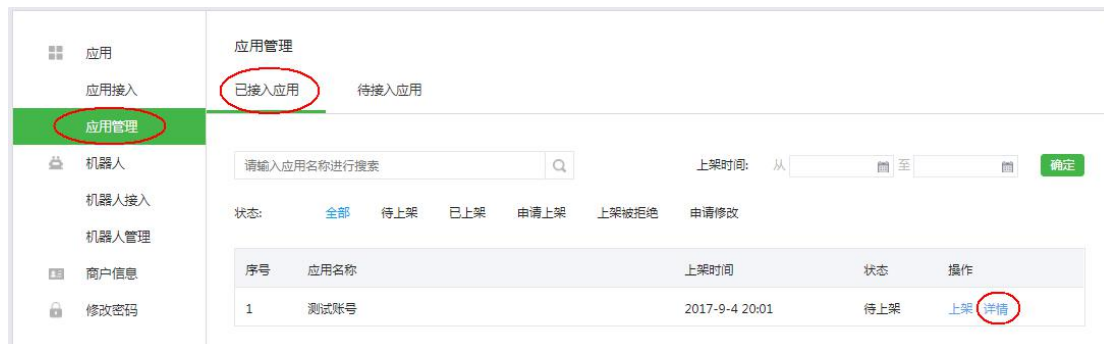 应用
应用接入
应用管理
机器人
机器人接入
机器人管理
商户信息
修改密码
应用管理
已接入应用 待接入应用
请输入应用名称进行搜索 上架时间: 从 至 确定
状态: 全部 待上架 已上架 申请上架 上架被拒绝 申请修改
序号 应用名称 上架时间 状态 操作
1 测试账号 2017-9-4 20:01 待上架 上架 详情